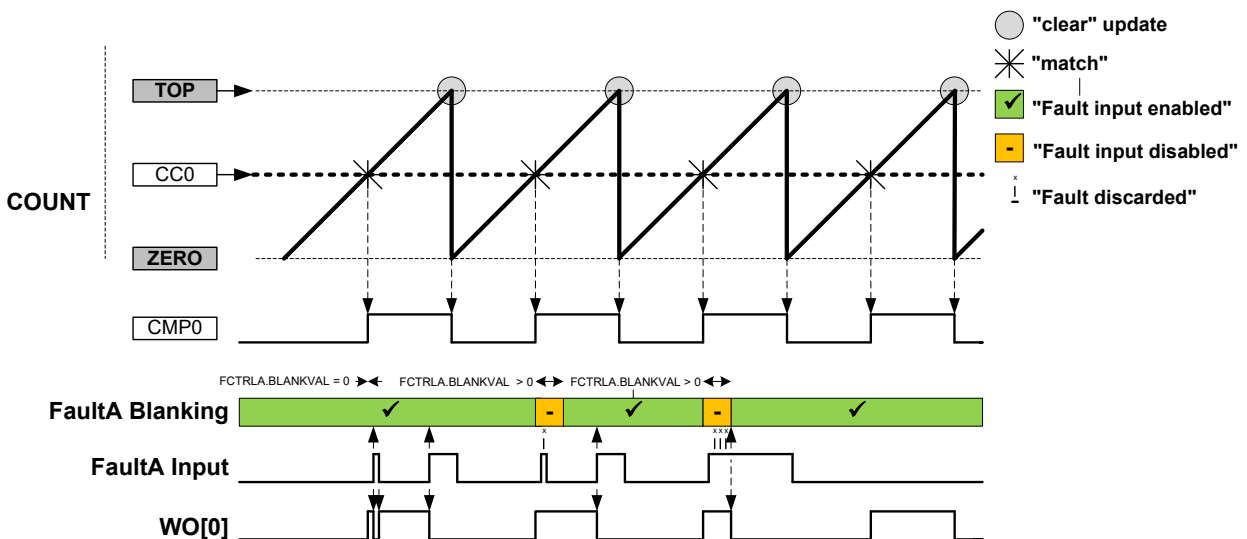 "clear" update
"match"
"Fault input enabled"
"Fault input disabled"
"Fault discarded"
TOP
CC0
COUNT
ZERO
CMP0
FCTRLA.BLANKVAL = 0 FCTRLA.BLANKVAL > 0 FCTRLA.BLANKVAL > 0
FaultA Blanking
- -
x xxx
FaultA Input
WO[0]